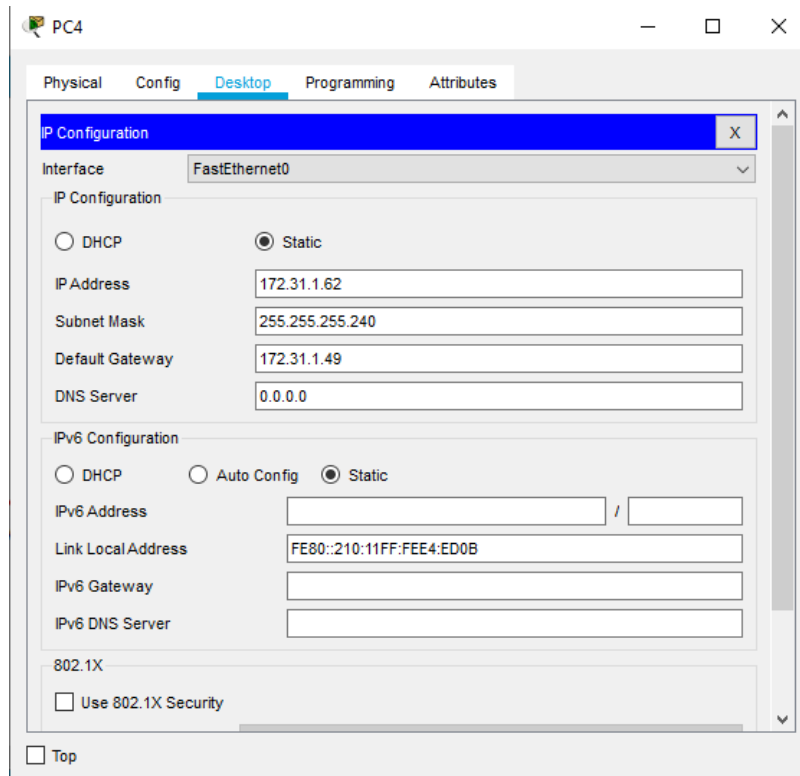 PC4
Physical Config Desktop Programming Attributes
IP Configuration X
Interface FastEthernet0
IP Configuration
DHCP Static
IP Address 172.31.1.62
Subnet Mask 255.255.255.240
Default Gateway 172.31.1.49
DNS Server 0.0.0.0
IPv6 Configuration
DHCP Auto Config Static
IPv6 Address /
Link Local Address FE80::210:11FF:FEE4:ED0B
IPv6 Gateway
IPv6 DNS Server
802.1X
Use 802.1X Security
Top